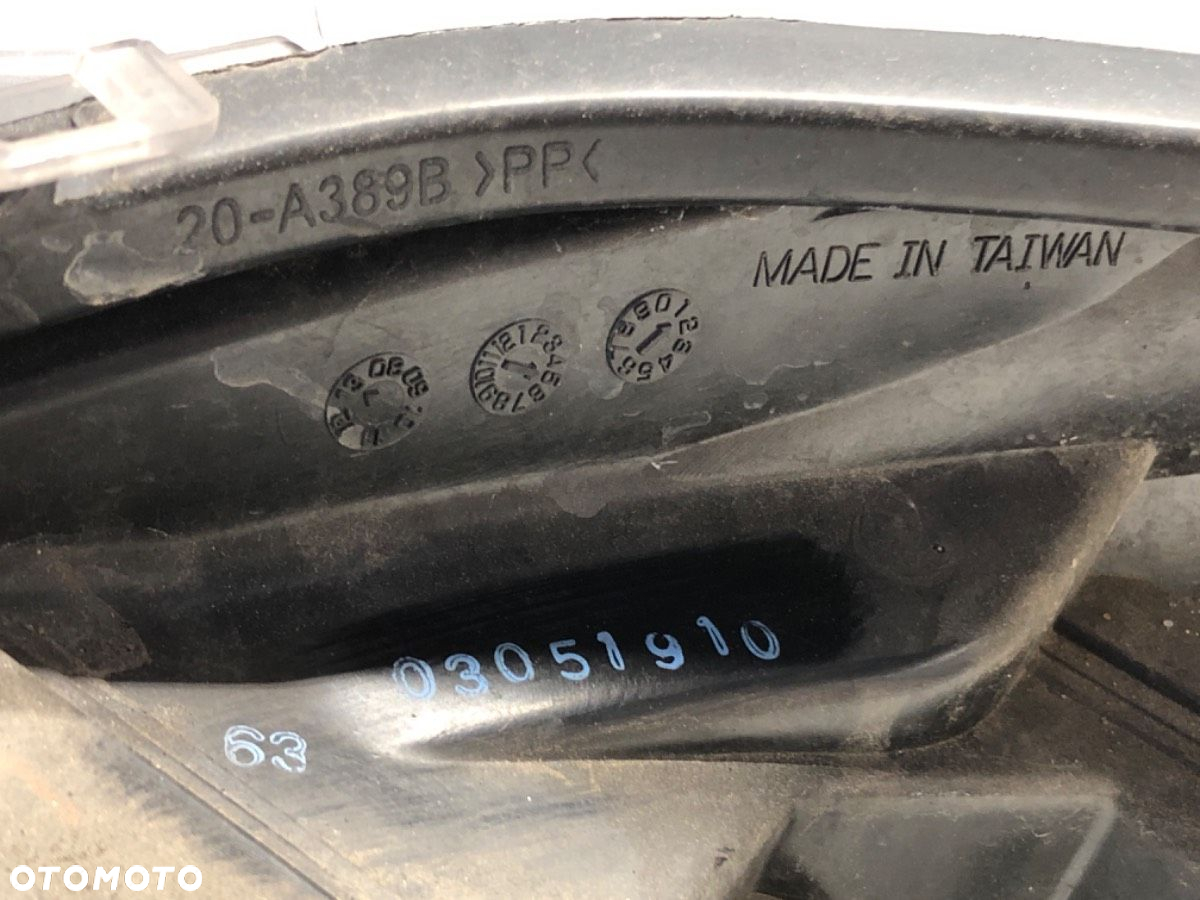 20-A389B >PP<
MADE IN TAIWAN
03051910
63
OTOMOTO